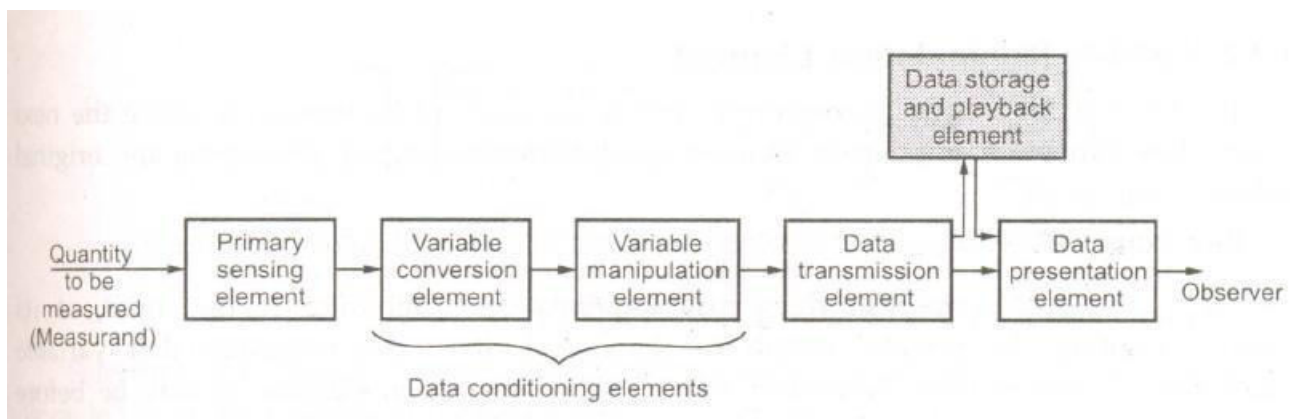 Data storage
and playback
element
Quantity
to be
measured
(Measurand)
Primary
sensing
element
Variable
conversion
element
Variable
manipulation
element
Data
transmission
element
Data
presentation
element
Observer
Data conditioning elements